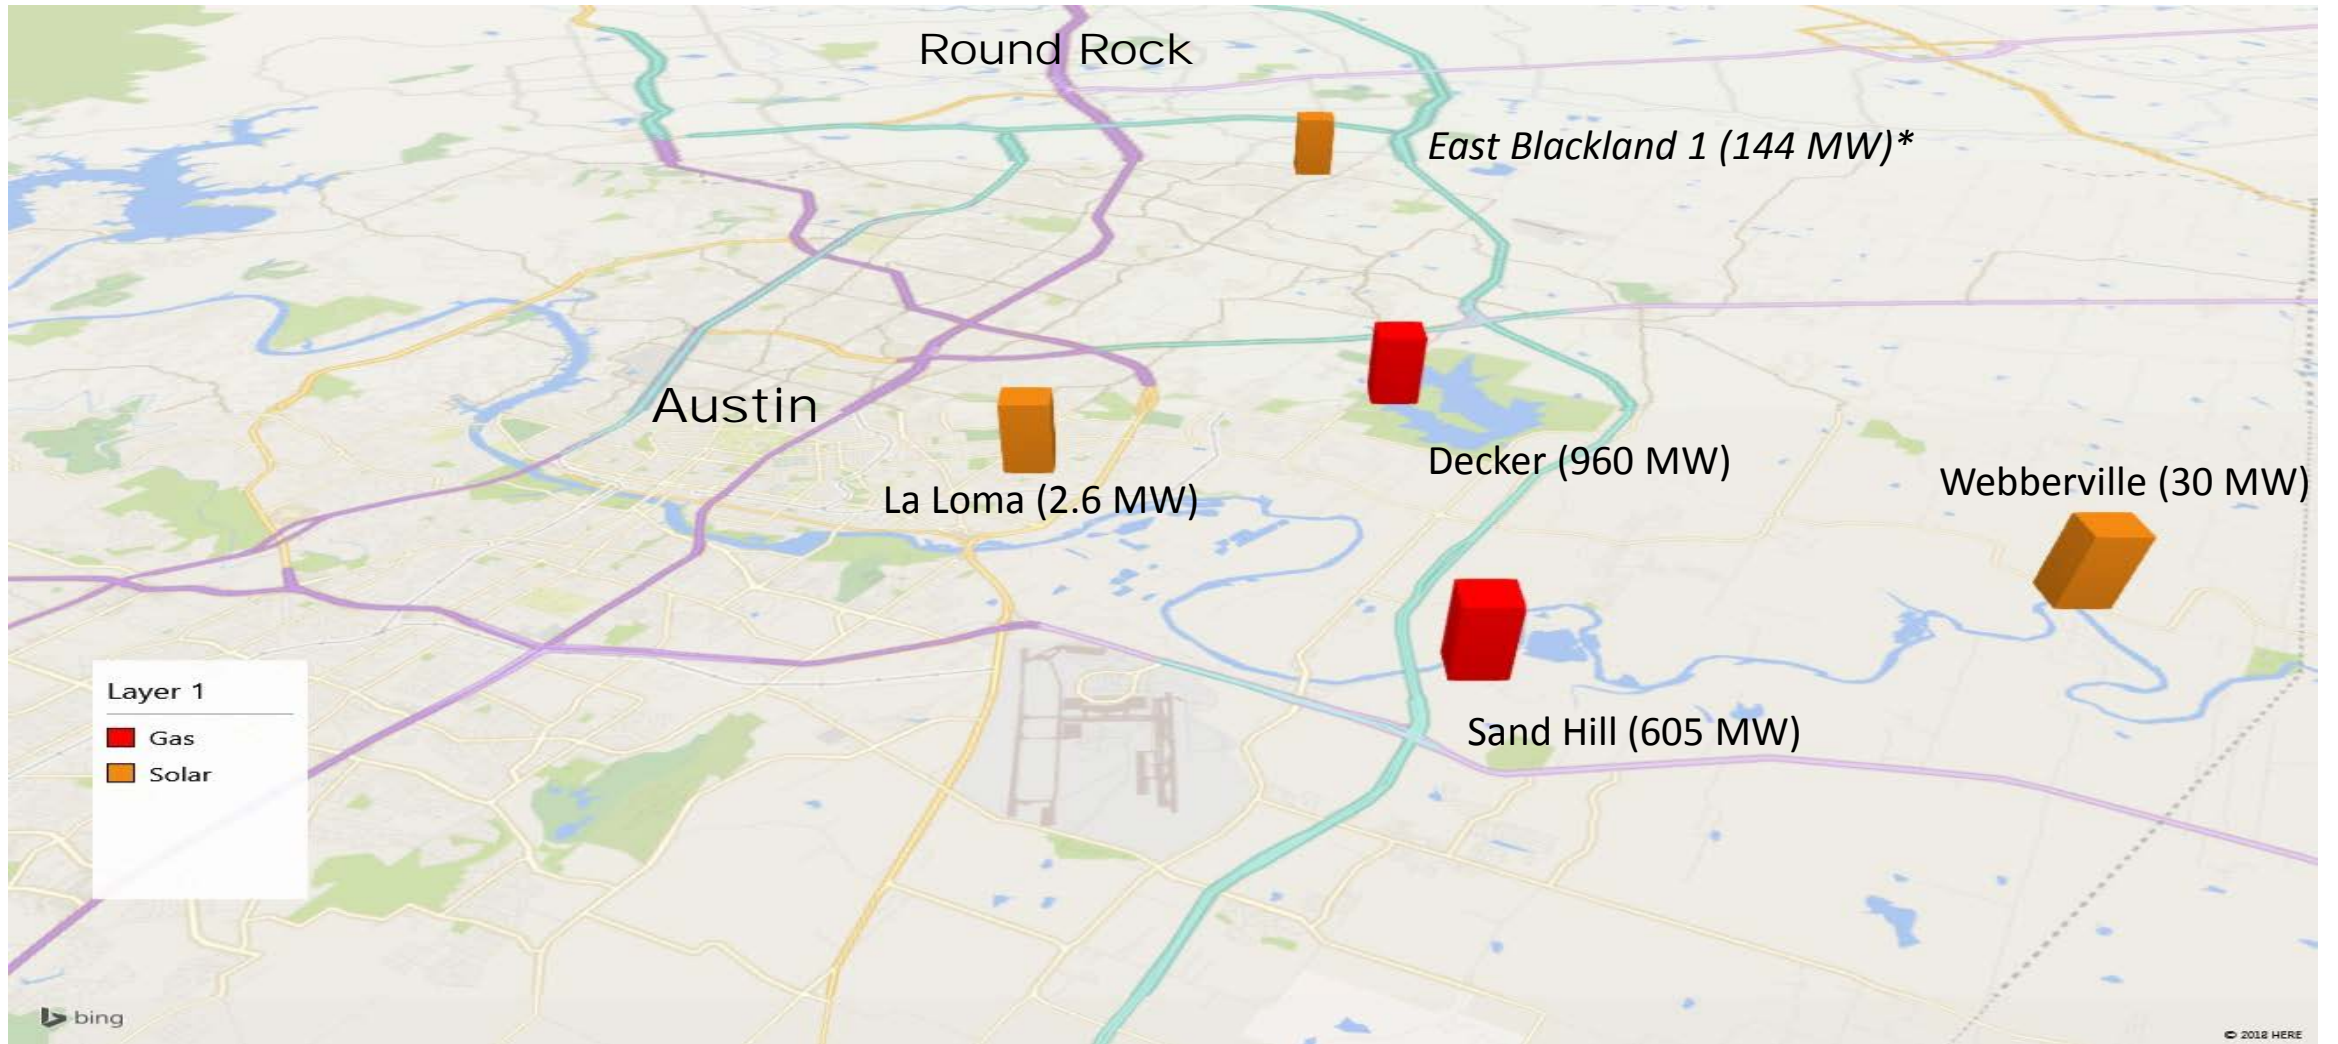 Round Rock
East Blackland 1 (144 MW)*
Austin
La Loma (2.6 MW)
Decker (960 MW)
Webberville (30 MW)
Sand Hill (605 MW)
Layer 1
Gas
Solar
bing
© 2018 HERE